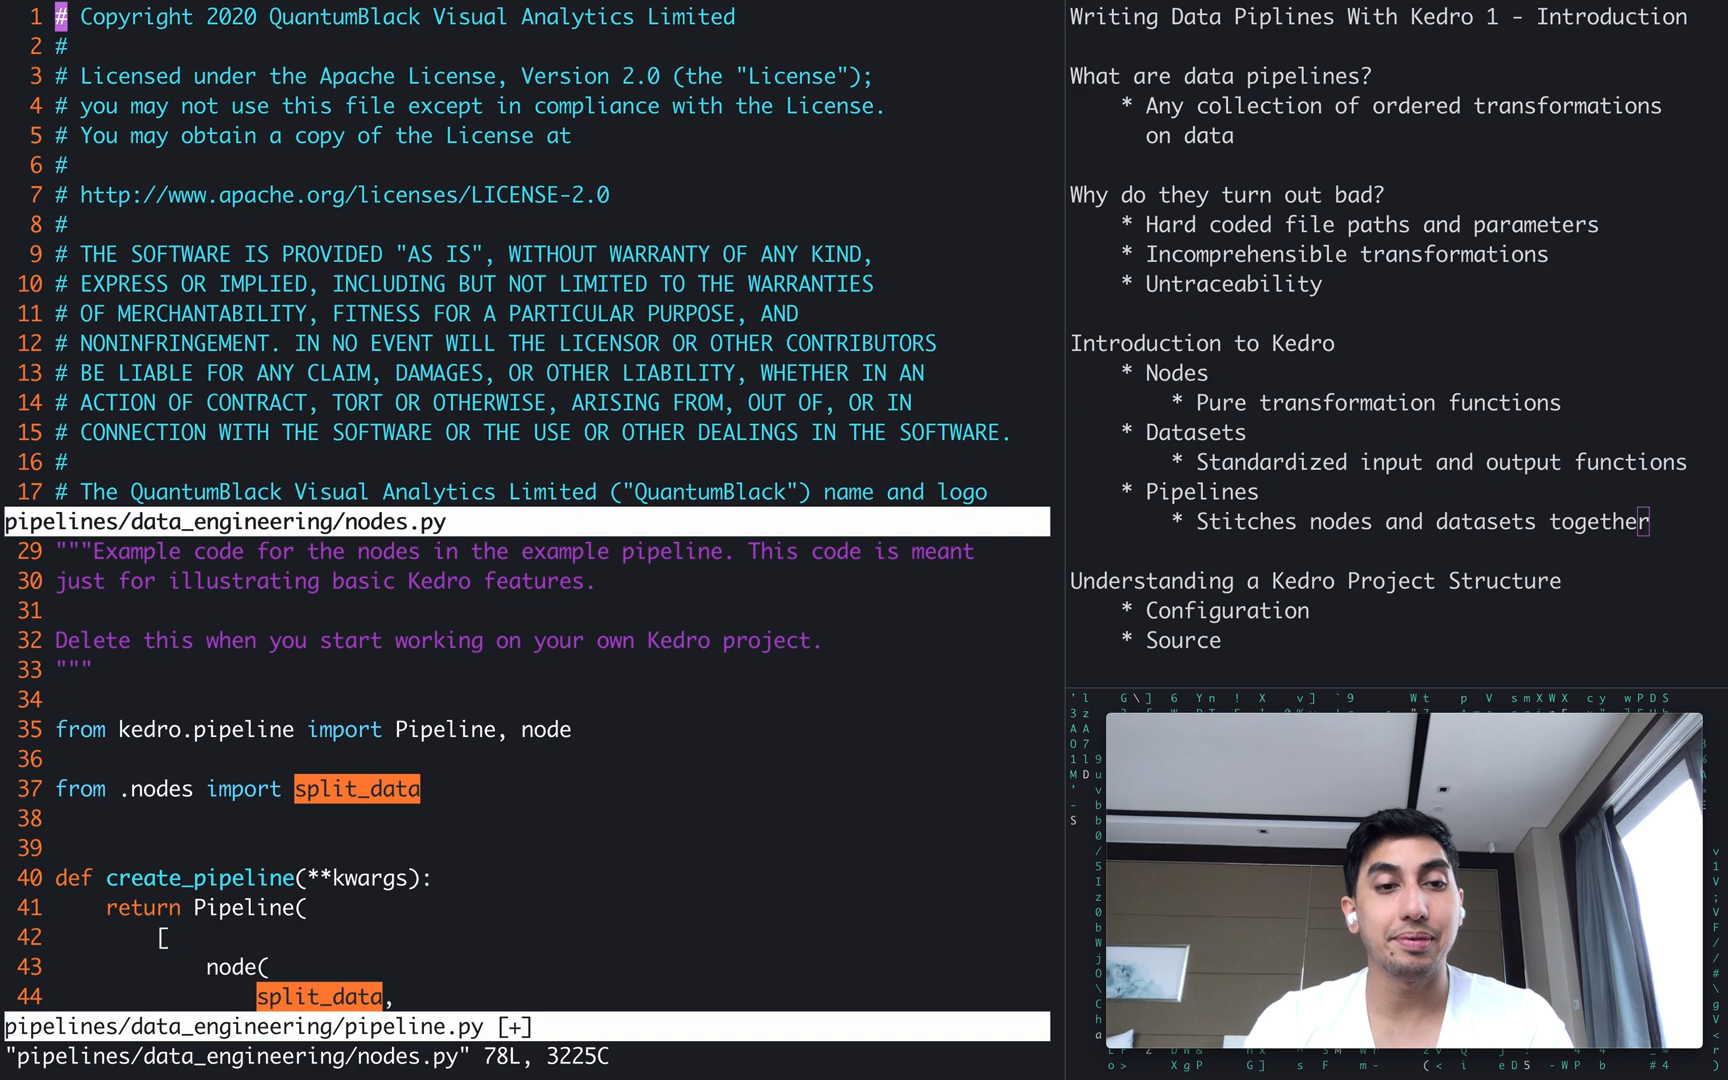 1 # Copyright 2020 QuantumBlack Visual Analytics Limited
2 #
3 # Licensed under the Apache License, Version 2.0 (the "License");
4 # you may not use this file except in compliance with the License.
5 # You may obtain a copy of the License at
6 #
7 # http://www.apache.org/licenses/LICENSE-2.0
8 #
9 # THE SOFTWARE IS PROVIDED "AS IS", WITHOUT WARRANTY OF ANY KIND,
10 # EXPRESS OR IMPLIED, INCLUDING BUT NOT LIMITED TO THE WARRANTIES
11 # OF MERCHANTABILITY, FITNESS FOR A PARTICULAR PURPOSE, AND
12 # NONINFRINGEMENT. IN NO EVENT WILL THE LICENSOR OR OTHER CONTRIBUTORS
13 # BE LIABLE FOR ANY CLAIM, DAMAGES, OR OTHER LIABILITY, WHETHER IN AN
14 # ACTION OF CONTRACT, TORT OR OTHERWISE, ARISING FROM, OUT OF, OR IN
15 # CONNECTION WITH THE SOFTWARE OR THE USE OR OTHER DEALINGS IN THE SOFTWARE.
16 #
17 # The QuantumBlack Visual Analytics Limited ("QuantumBlack") name and logo
pipelines/data_engineering/nodes.py
29 """Example code for the nodes in the example pipeline. This code is meant
30 just for illustrating basic Kedro features.
31
32 Delete this when you start working on your own Kedro project.
33 """
34
35 from kedro.pipeline import Pipeline, node
36
37 from .nodes import split_data
38
39
40 def create_pipeline(**kwargs):
41 return Pipeline(
42 [
43 node(
44 split_data,
pipelines/data_engineering/pipeline.py [+]
"pipelines/data_engineering/nodes.py" 78L, 3225C
Writing Data Piplines With Kedro 1 - Introduction
What are data pipelines?
* Any collection of ordered transformations
on data
Why do they turn out bad?
* Hard coded file paths and parameters
* Incomprehensible transformations
* Untraceability
Introduction to Kedro
* Nodes
* Pure transformation functions
* Datasets
* Standardized input and output functions
* Pipelines
* Stitches nodes and datasets together
Understanding a Kedro Project Structure
* Configuration
* Source